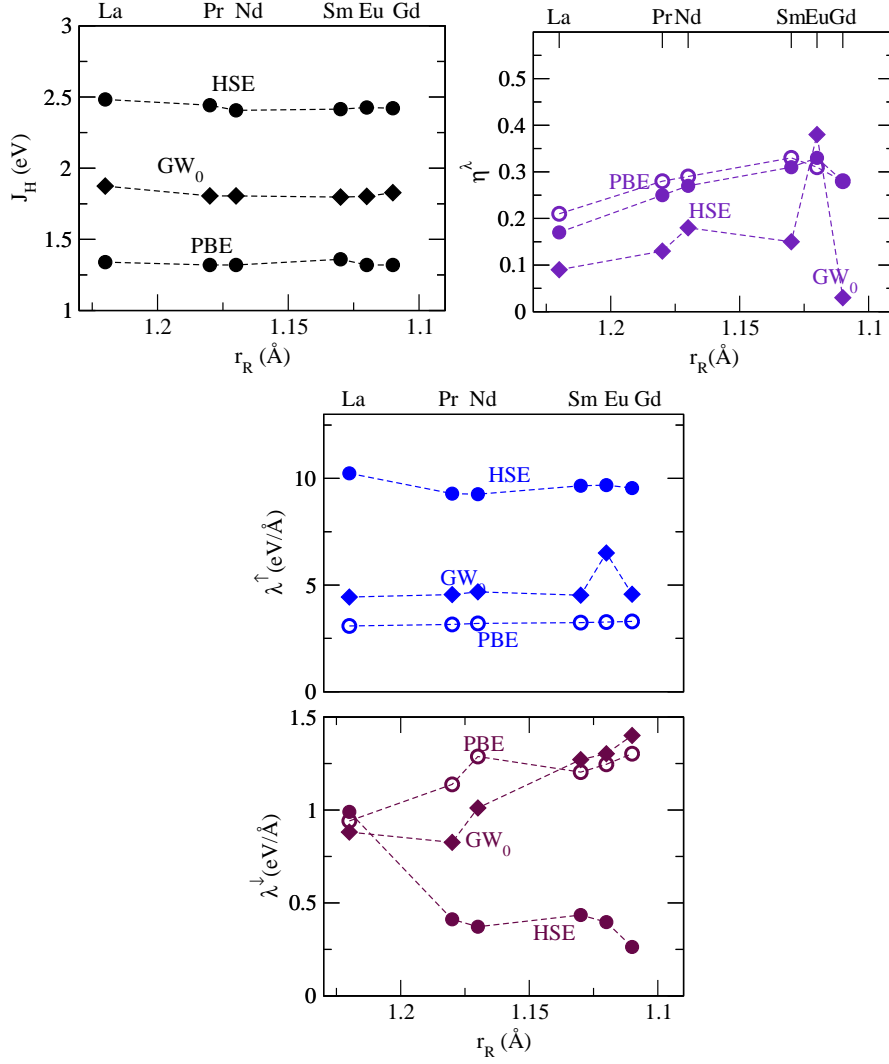 La Pr Nd Sm Eu Gd
3
2.5
2
1.5
1
J_H (eV)
HSE
GW_0
PBE
1.2 1.15 1.1
r_R (Å)
La Pr Nd Sm Eu Gd
0.5
0.4
0.3
0.2
0.1
0
η^λ
PBE
HSE
GW_0
1.2 1.15 1.1
r_R(Å)
La Pr Nd Sm Eu Gd
10
5
0
λ^↑(eV/Å)
HSE
GW_0
PBE
1.5
1
0.5
0
λ^↓(eV/Å)
PBE
GW_0
HSE
1.2 1.15 1.1
r_R (Å)